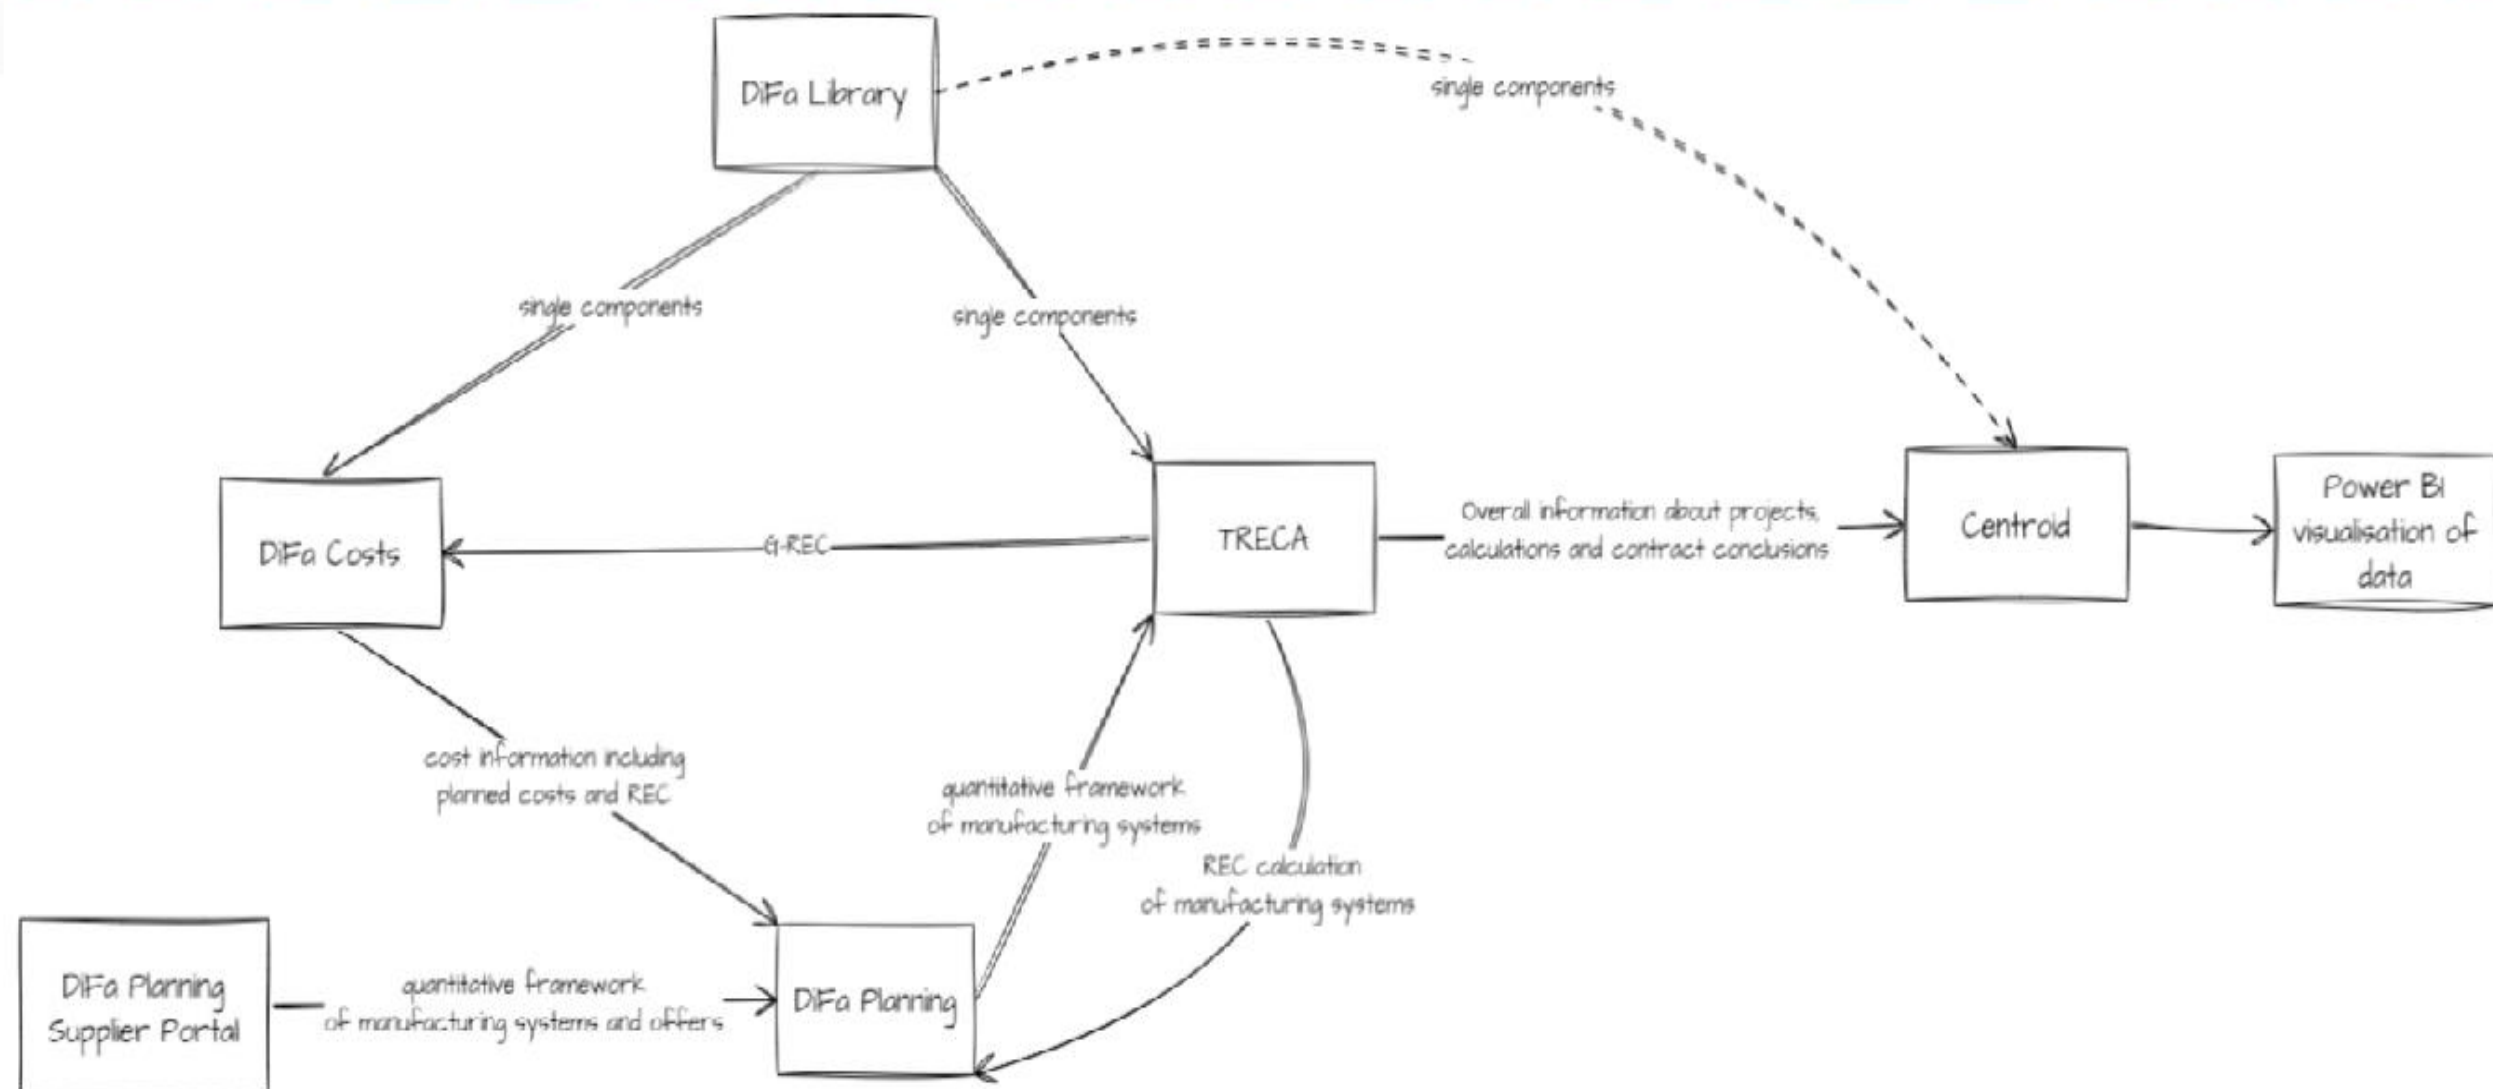 DiFa Library
single components
single components
single components
DiFa Costs
G-REC
TRECA
Overall information about projects,
calculations and contract conclusions
Centroid
Power BI
visualisation of
data
cost information including
planned costs and REC
quantitative framework
of manufacturing systems
REC calculation
of manufacturing systems
DiFa Planning
Supplier Portal
quantitative framework
of manufacturing systems and offers
DiFa Planning